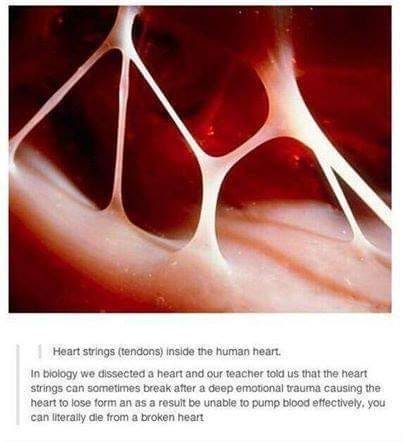 Heart strings (tendons) inside the human heart.
In biology we dissected a heart and our teacher told us that the heart
strings can sometimes break after a deep emotional trauma causing the
heart to lose form an as a result be unable to pump blood effectively, you
can literally die from a broken heart